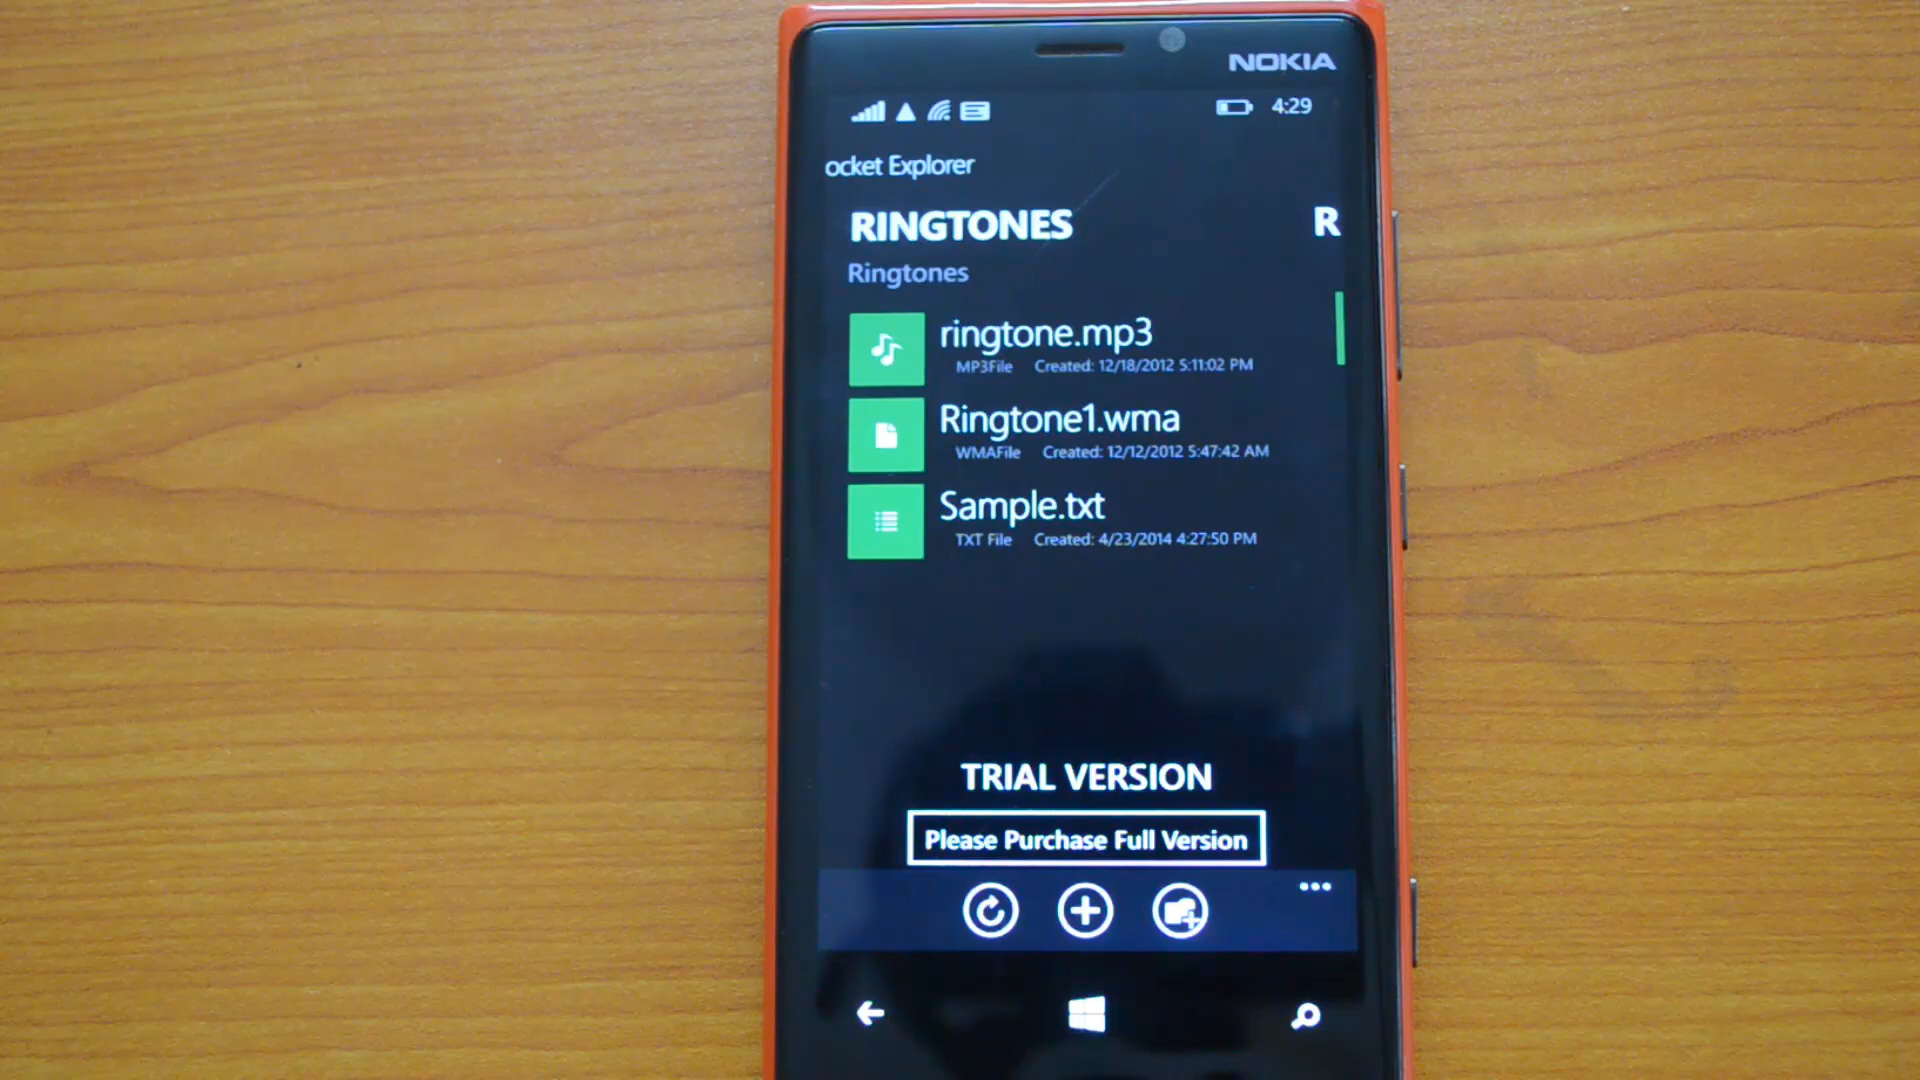 NOKIA
4:29
ocket Explorer
RINGTONES R
Ringtones
ringtone.mp3
MP3File Created: 12/18/2012 5:11:02 PM
Ringtone1.wma
WMAFile Created: 12/12/2012 5:47:42 AM
Sample.txt
TXT File Created: 4/23/2014 4:27:50 PM
TRIAL VERSION
Please Purchase Full Version